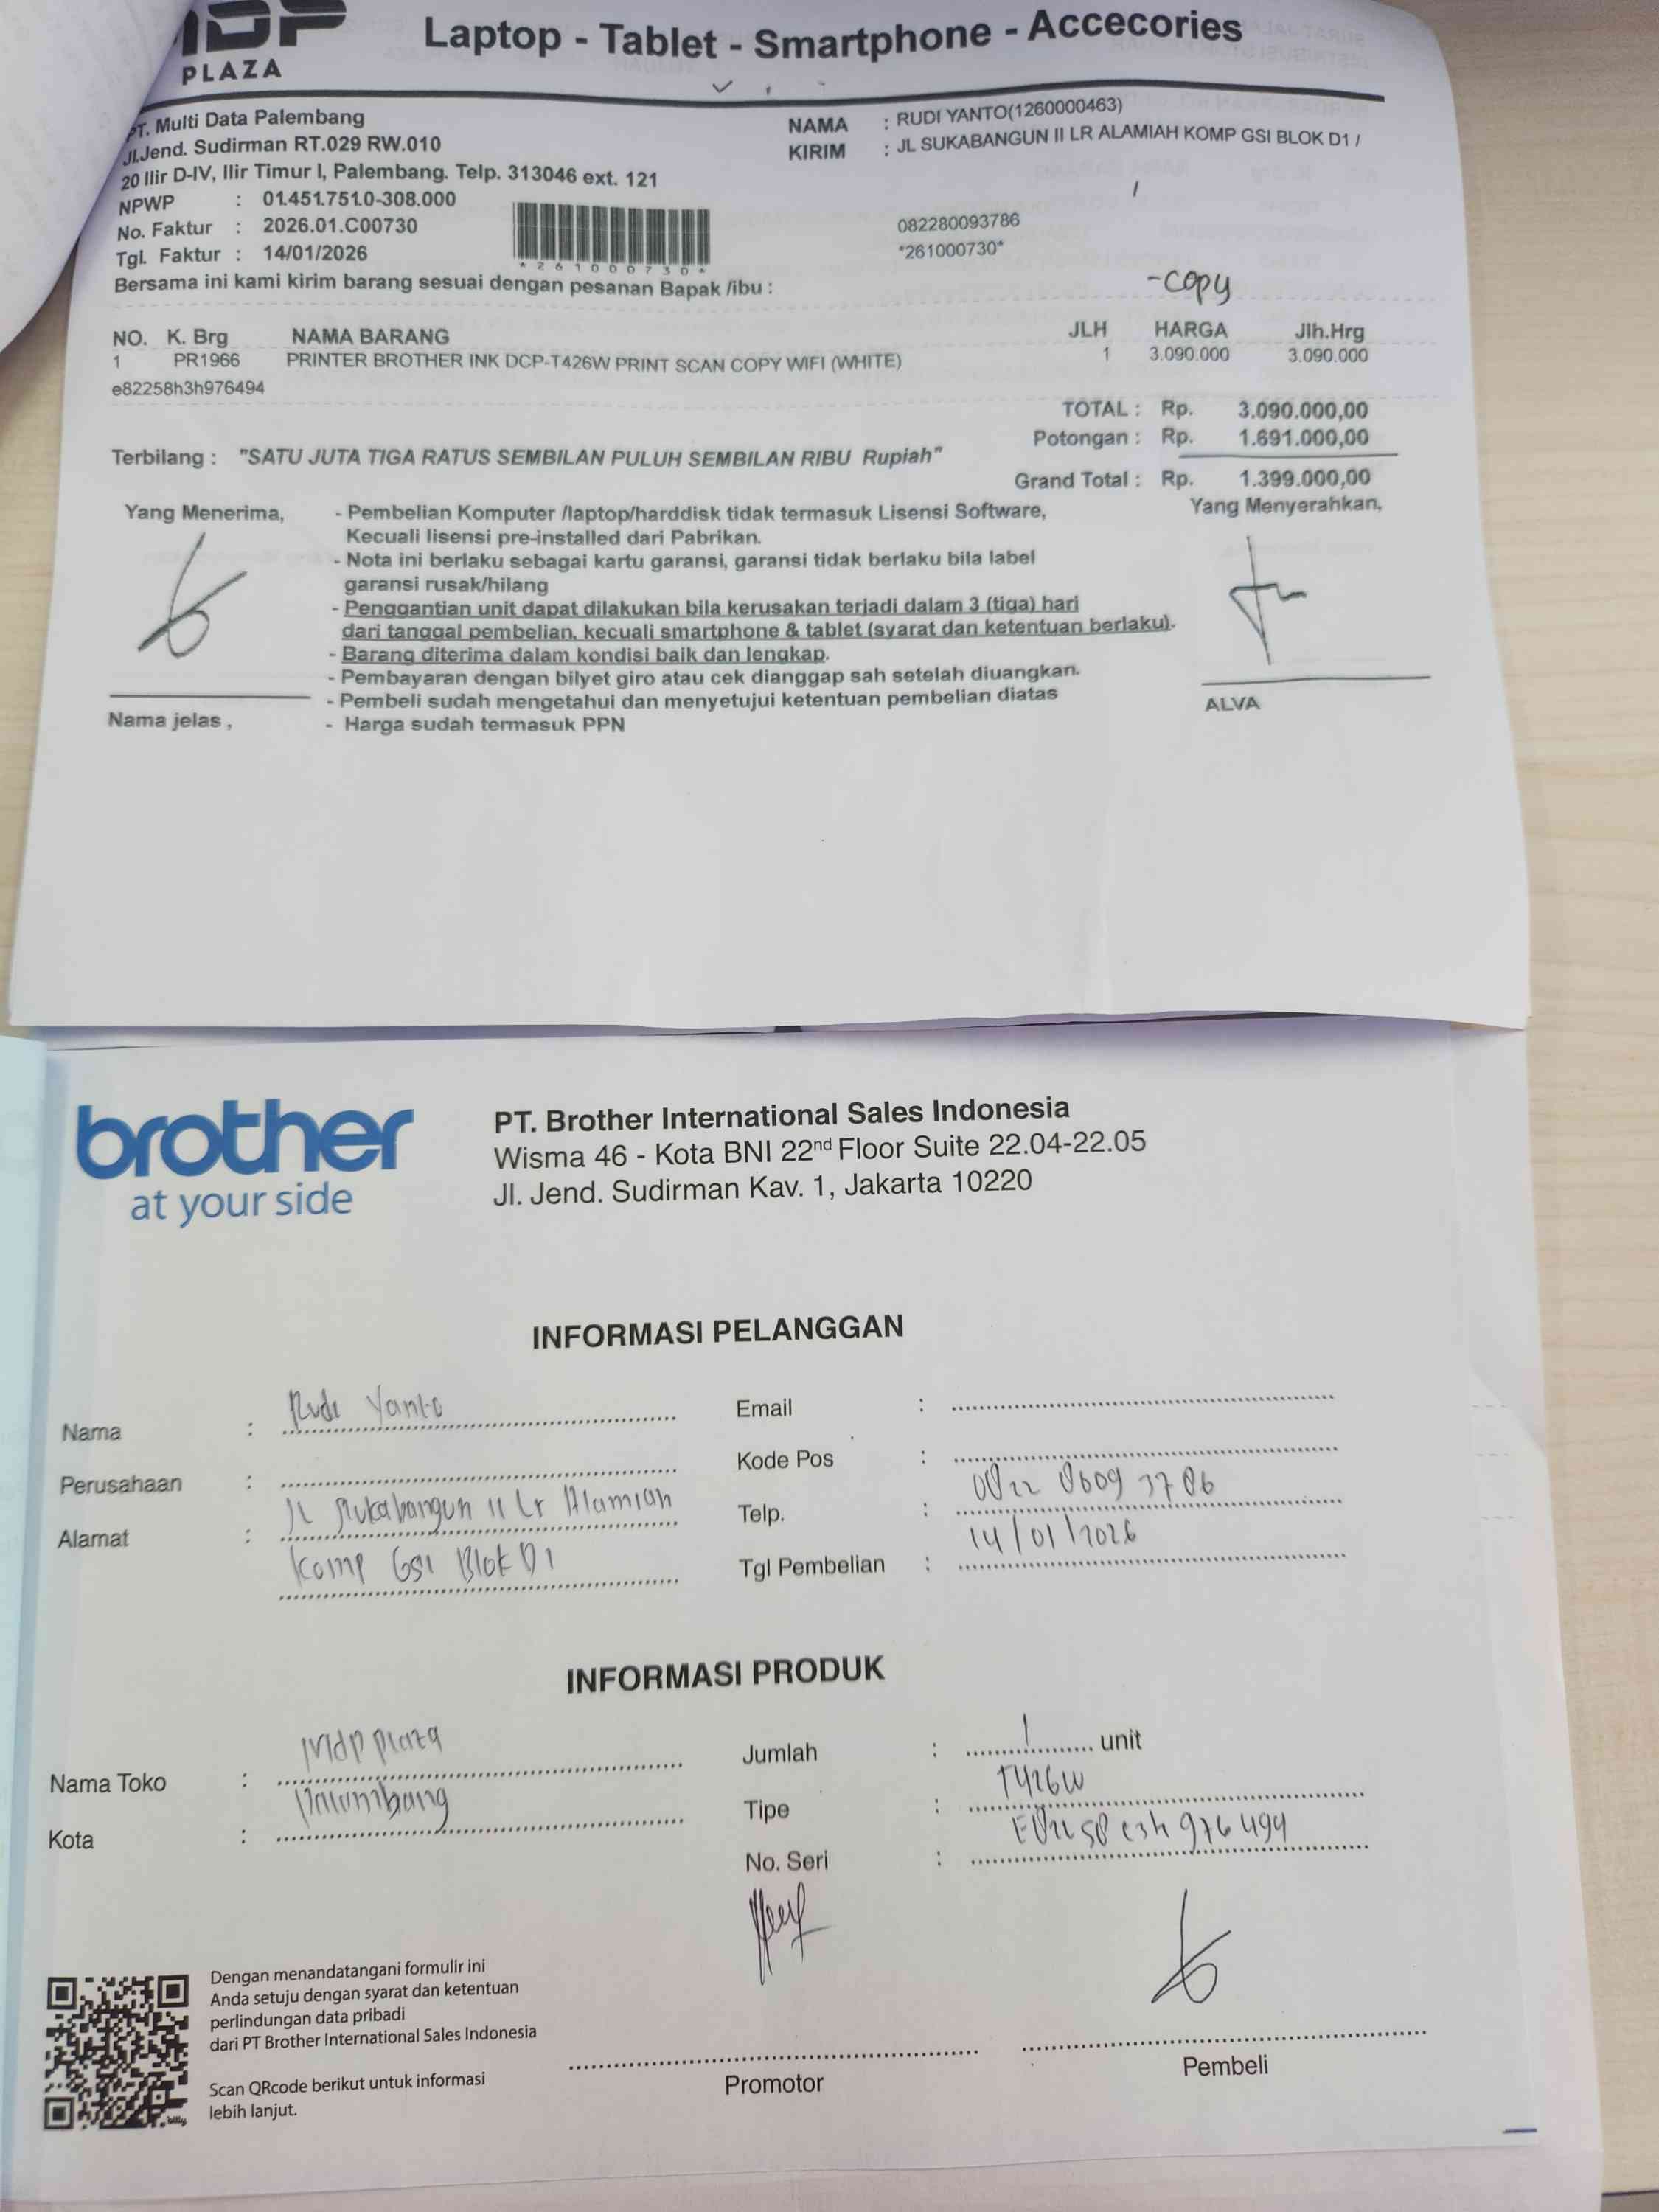 MDP
PLAZA
Laptop - Tablet - Smartphone - Accecories
PT. Multi Data Palembang
Jl.Jend. Sudirman RT.029 RW.010
20 Ilir D-IV, Ilir Timur I, Palembang. Telp. 313046 ext. 121
NPWP : 01.451.751.0-308.000
No. Faktur : 2026.01.C00730
Tgl. Faktur : 14/01/2026
*261000730*
NAMA : RUDI YANTO(1260000463)
KIRIM : JL SUKABANGUN II LR ALAMIAH KOMP GSI BLOK D1 /
/
082280093786
*261000730*
Bersama ini kami kirim barang sesuai dengan pesanan Bapak /ibu :
-copy
NO. K. Brg NAMA BARANG JLH HARGA Jlh.Hrg
1 PR1966 PRINTER BROTHER INK DCP-T426W PRINT SCAN COPY WIFI (WHITE) 1 3.090.000 3.090.000
e82258h3h976494
TOTAL : Rp. 3.090.000,00
Potongan : Rp. 1.691.000,00
Terbilang : "SATU JUTA TIGA RATUS SEMBILAN PULUH SEMBILAN RIBU Rupiah"
Grand Total : Rp. 1.399.000,00
Yang Menerima,
- Pembelian Komputer /laptop/harddisk tidak termasuk Lisensi Software,
Kecuali lisensi pre-installed dari Pabrikan.
- Nota ini berlaku sebagai kartu garansi, garansi tidak berlaku bila label
garansi rusak/hilang
- Penggantian unit dapat dilakukan bila kerusakan terjadi dalam 3 (tiga) hari
dari tanggal pembelian, kecuali smartphone & tablet (syarat dan ketentuan berlaku).
- Barang diterima dalam kondisi baik dan lengkap.
- Pembayaran dengan bilyet giro atau cek dianggap sah setelah diuangkan.
- Pembeli sudah mengetahui dan menyetujui ketentuan pembelian diatas
- Harga sudah termasuk PPN
Yang Menyerahkan,
Nama jelas ,
ALVA
brother
at your side
PT. Brother International Sales Indonesia
Wisma 46 - Kota BNI 22nd Floor Suite 22.04-22.05
Jl. Jend. Sudirman Kav. 1, Jakarta 10220
INFORMASI PELANGGAN
Nama : Rudi Yanto
Perusahaan :
Alamat : Jl Sukabangun II Lr Alamiah
Komp Gsi Blok D1
Email :
Kode Pos :
Telp. : 0822 8609 3786
Tgl Pembelian : 14/01/2026
INFORMASI PRODUK
Nama Toko : Mdp Plaza
Kota : Palembang
Jumlah : 1 unit
Tipe : T426W
No. Seri :
Dengan menandatangani formulir ini
Anda setuju dengan syarat dan ketentuan
perlindungan data pribadi
dari PT Brother International Sales Indonesia
Scan QRcode berikut untuk informasi
lebih lanjut.
Promotor
Pembeli